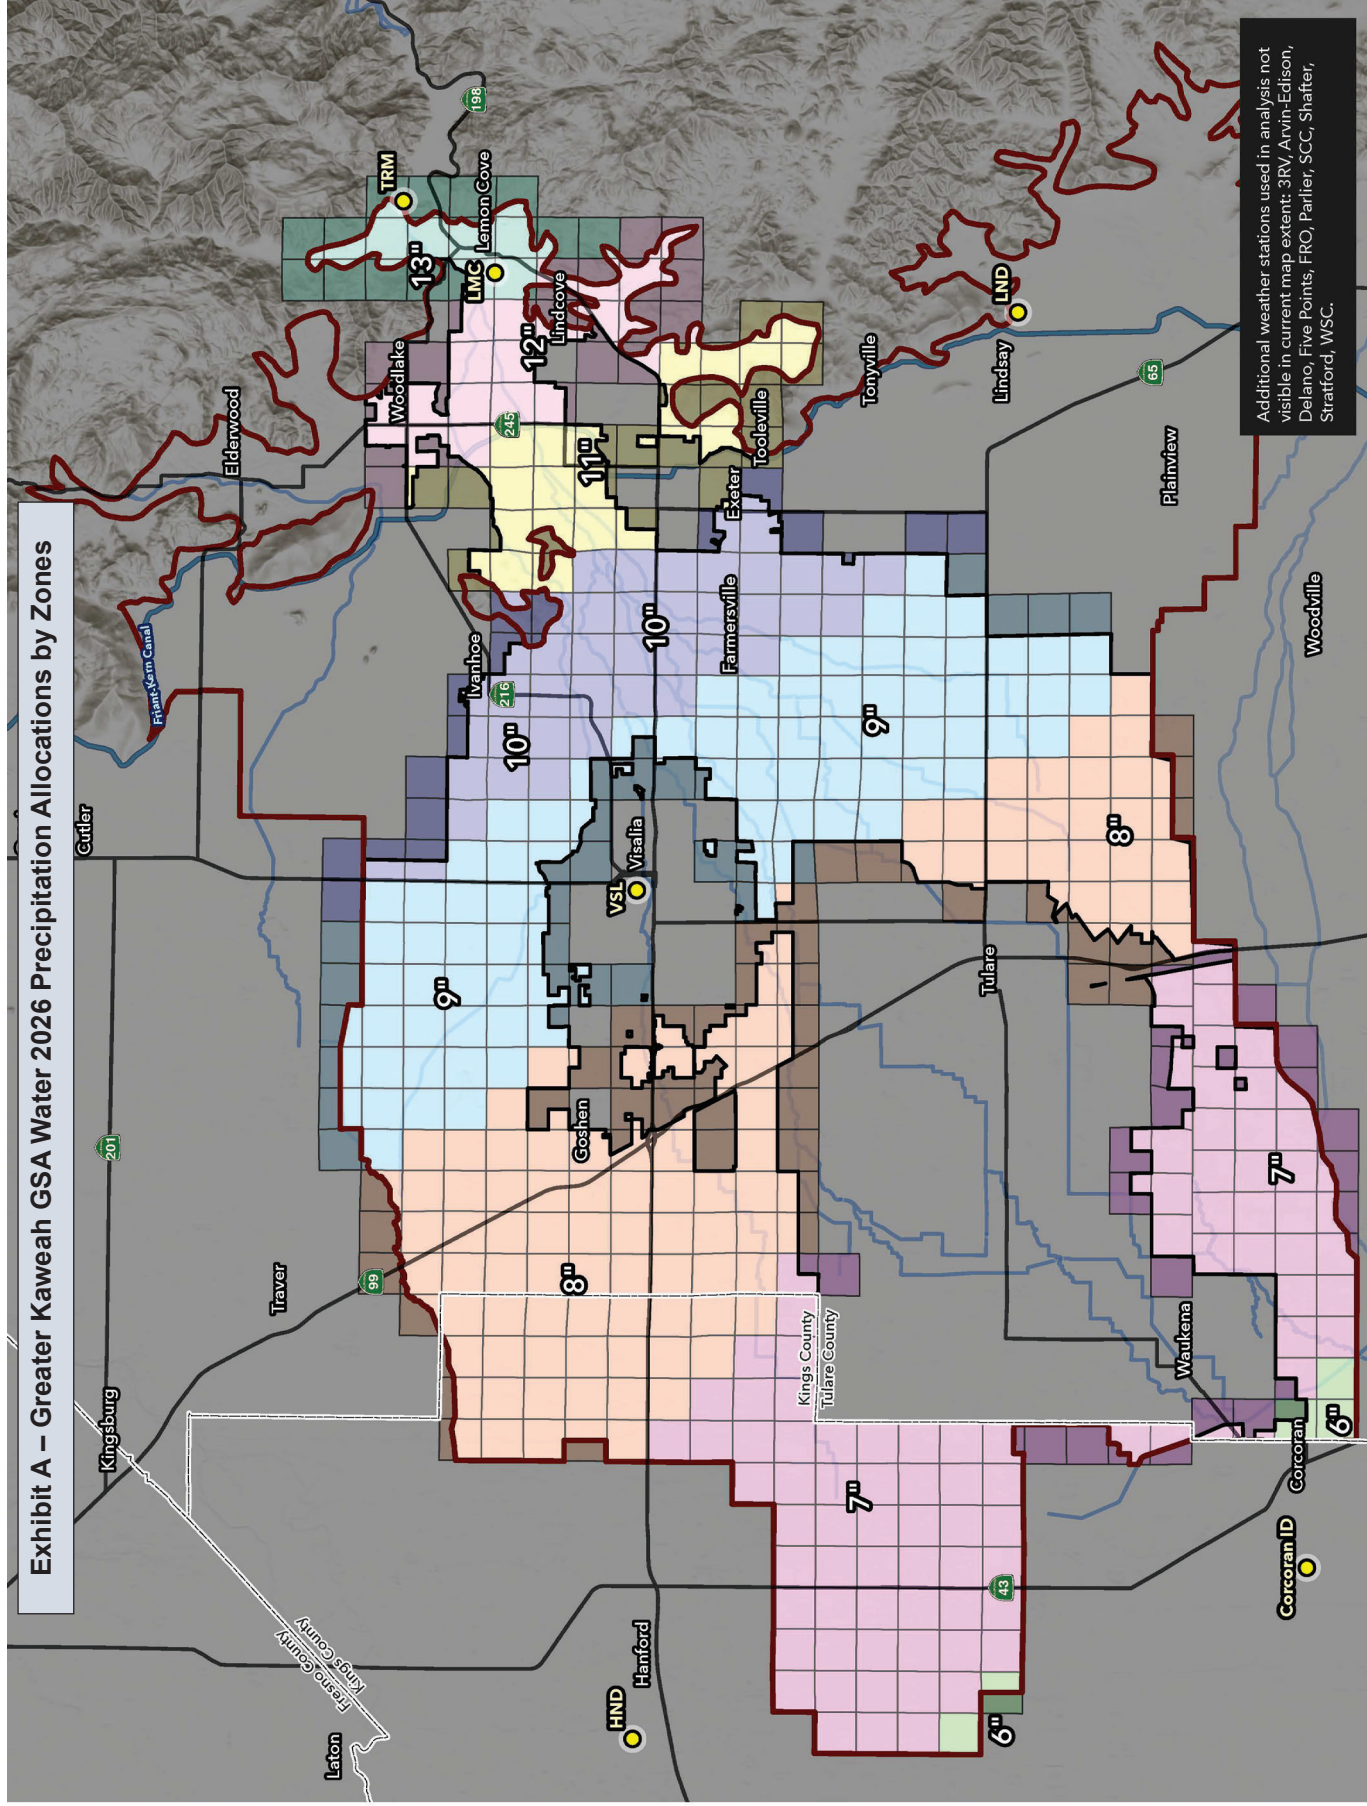 Exhibit A – Greater Kaweah GSA Water 2026 Precipitation Allocations by Zones
Kingsburg
201
Cutler
Friant-Kern Canal
Elderwood
Traver
99
Laton
Fresno County
Kings County
Woodlake
TRM
198
13"
9"
10"
Ivanhoe
216
245
LMC
Lemon Cove
12"
Lindcove
11"
8"
Goshen
VSL
Visalia
10"
HND
Hanford
Farmersville
Exeter
Tooleville
Kings County
Tulare County
7"
9"
Tonyville
43
6"
Tulare
Lindsay
LND
8"
65
Plainview
Waukena
7"
Corcoran ID
Corcoran
6"
Woodville
Additional weather stations used in analysis not
visible in current map extent: 3RV, Arvin-Edison,
Delano, Five Points, FRO, Parlier, SCC, Shafter,
Stratford, WSC.